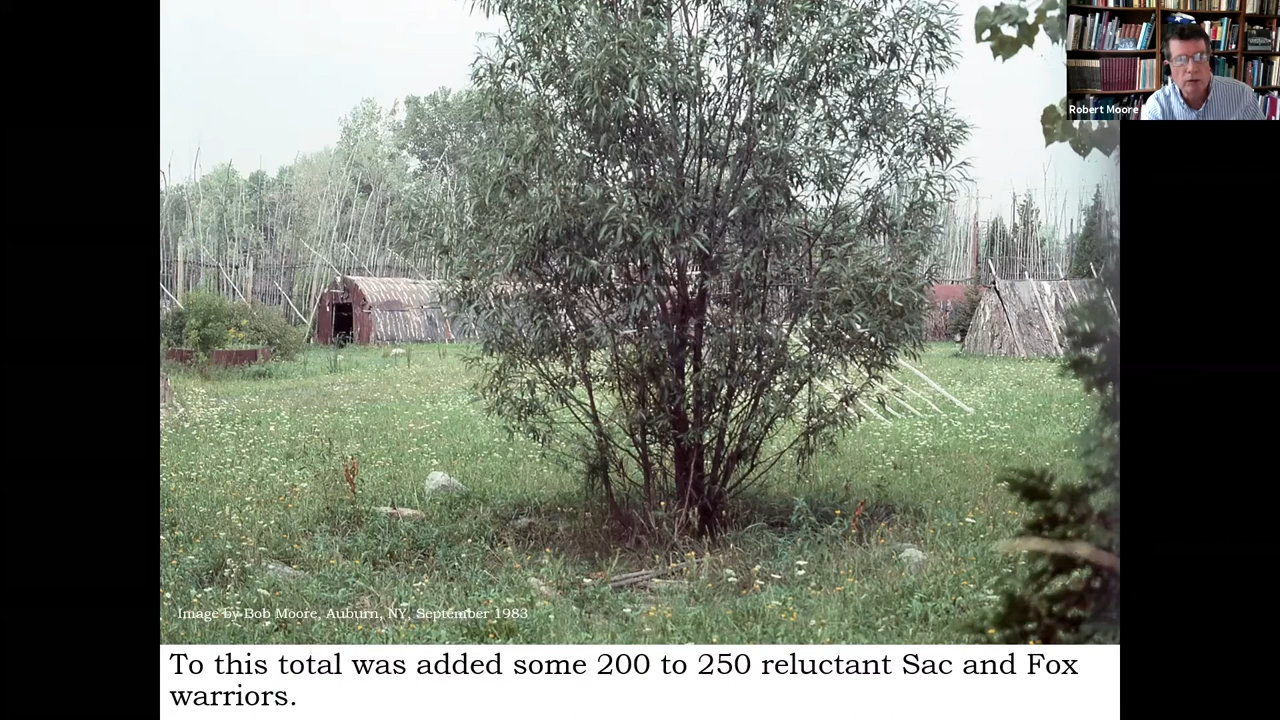 Robert Moore
Image by Bob Moore, Auburn, NY, September 1983
To this total was added some 200 to 250 reluctant Sac and Fox
warriors.